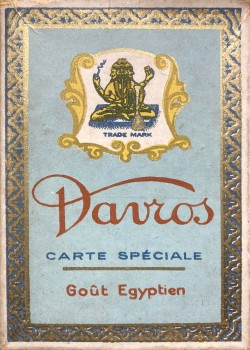 TRADE MARK
Davros
CARTE SPÉCIALE
Goût Egyptien